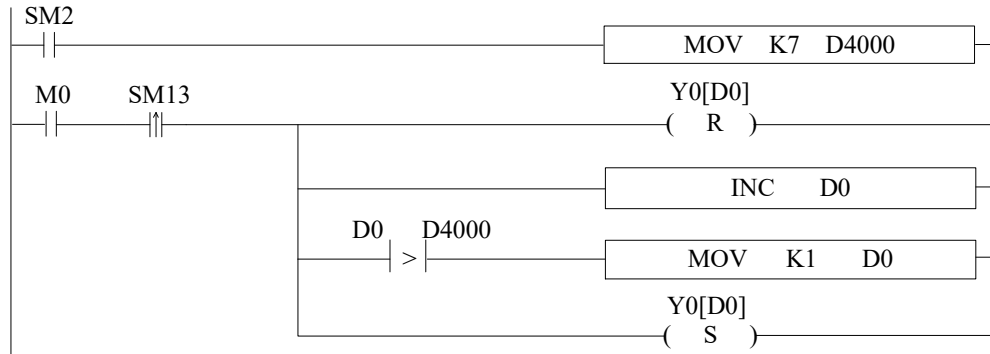 SM2
MOV K7 D4000
M0 SM13
Y0[D0]
( R )
INC D0
D0 > D4000
MOV K1 D0
Y0[D0]
( S )